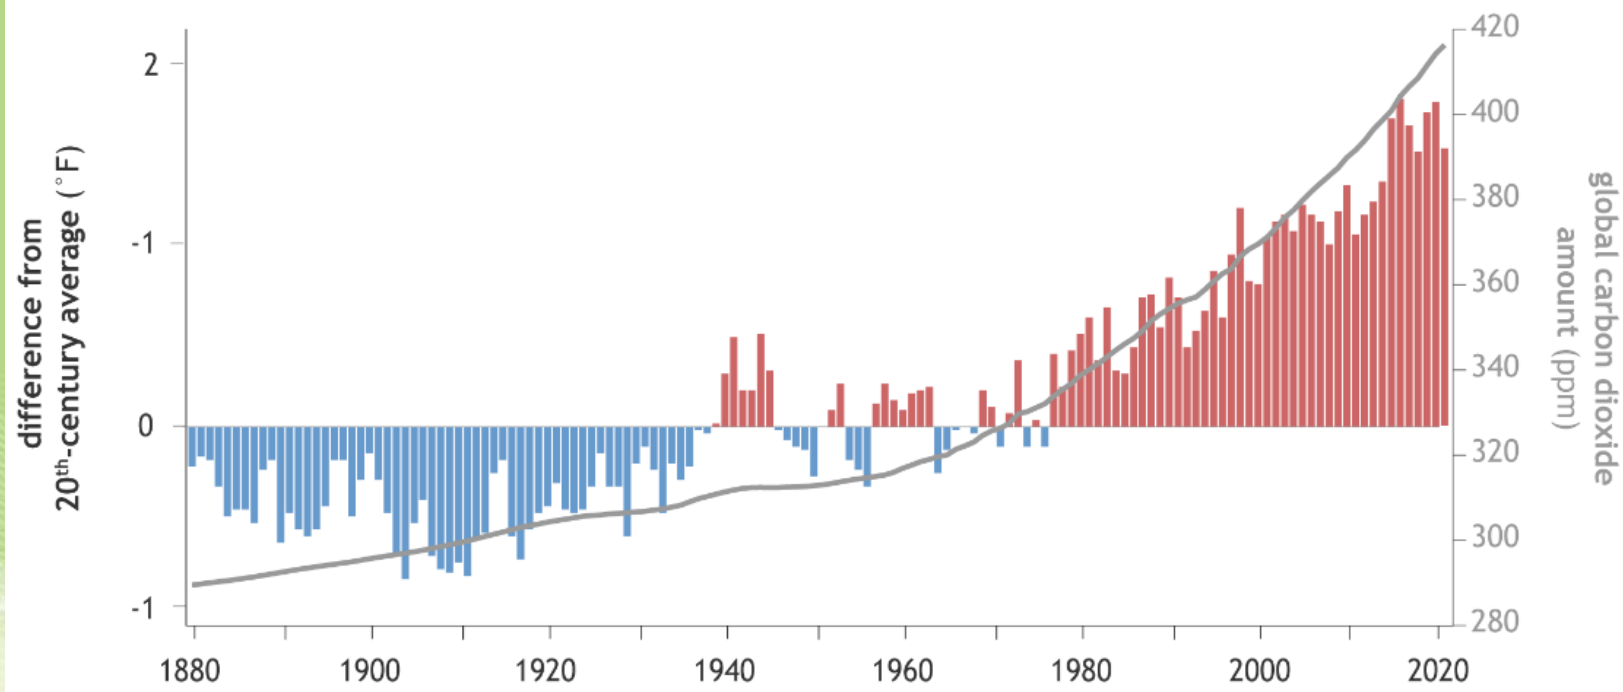 difference from
20th-century average (°F)
2
-1
0
-1
420
400
380
360
340
320
300
280
global carbon dioxide
amount (ppm)
1880 1900 1920 1940 1960 1980 2000 2020